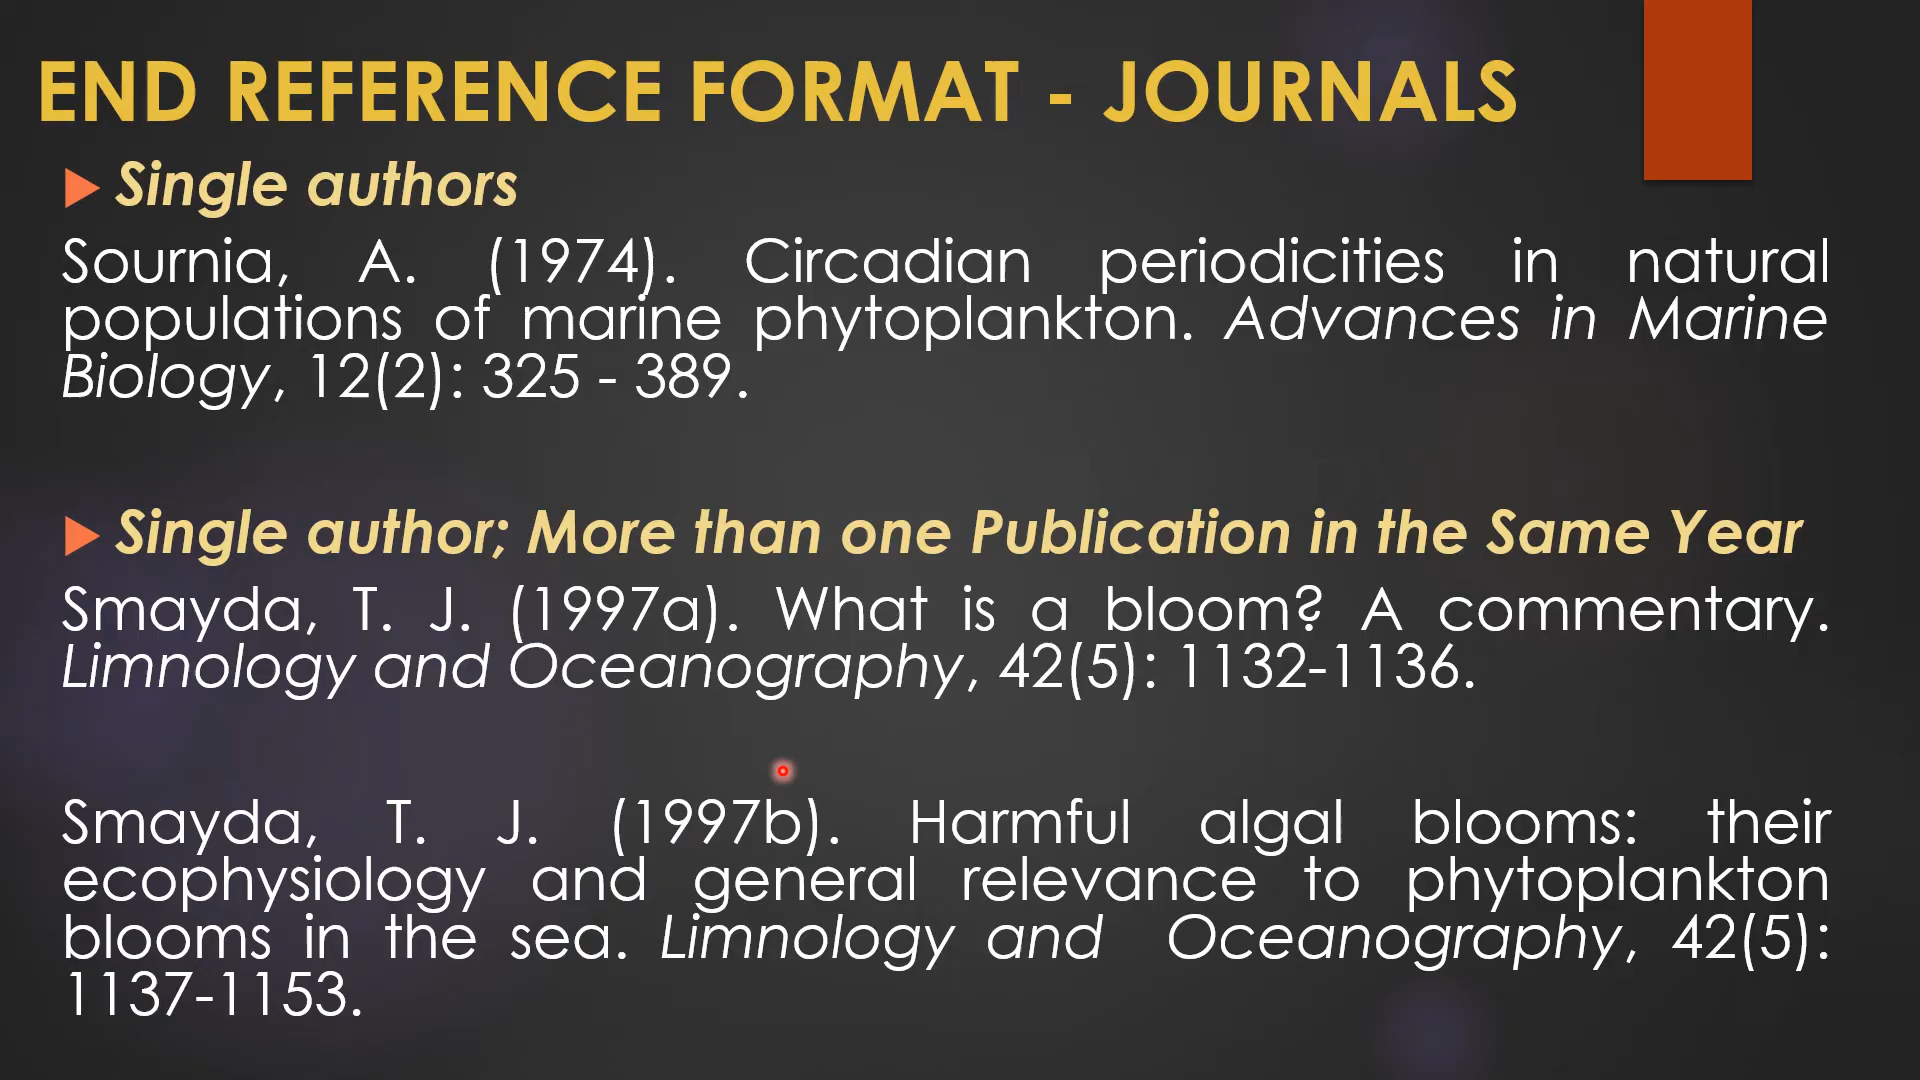 END REFERENCE FORMAT - JOURNALS
Single authors
Sournia, A. (1974). Circadian periodicities in natural
populations of marine phytoplankton. Advances in Marine
Biology, 12(2): 325 - 389.
Single author; More than one Publication in the Same Year
Smayda, T. J. (1997a). What is a bloom? A commentary.
Limnology and Oceanography, 42(5): 1132-1136.
Smayda, T. J. (1997b). Harmful algal blooms: their
ecophysiology and general relevance to phytoplankton
blooms in the sea. Limnology and Oceanography, 42(5):
1137-1153.